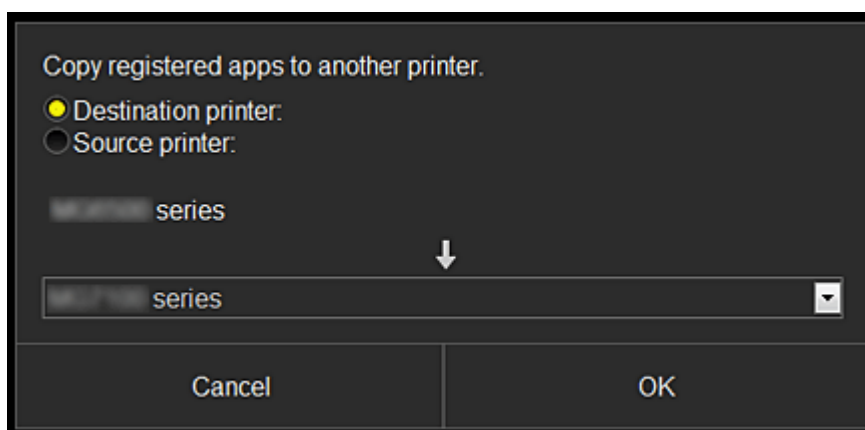 Copy registered apps to another printer.
Destination printer:
Source printer:
series
series
Cancel
OK